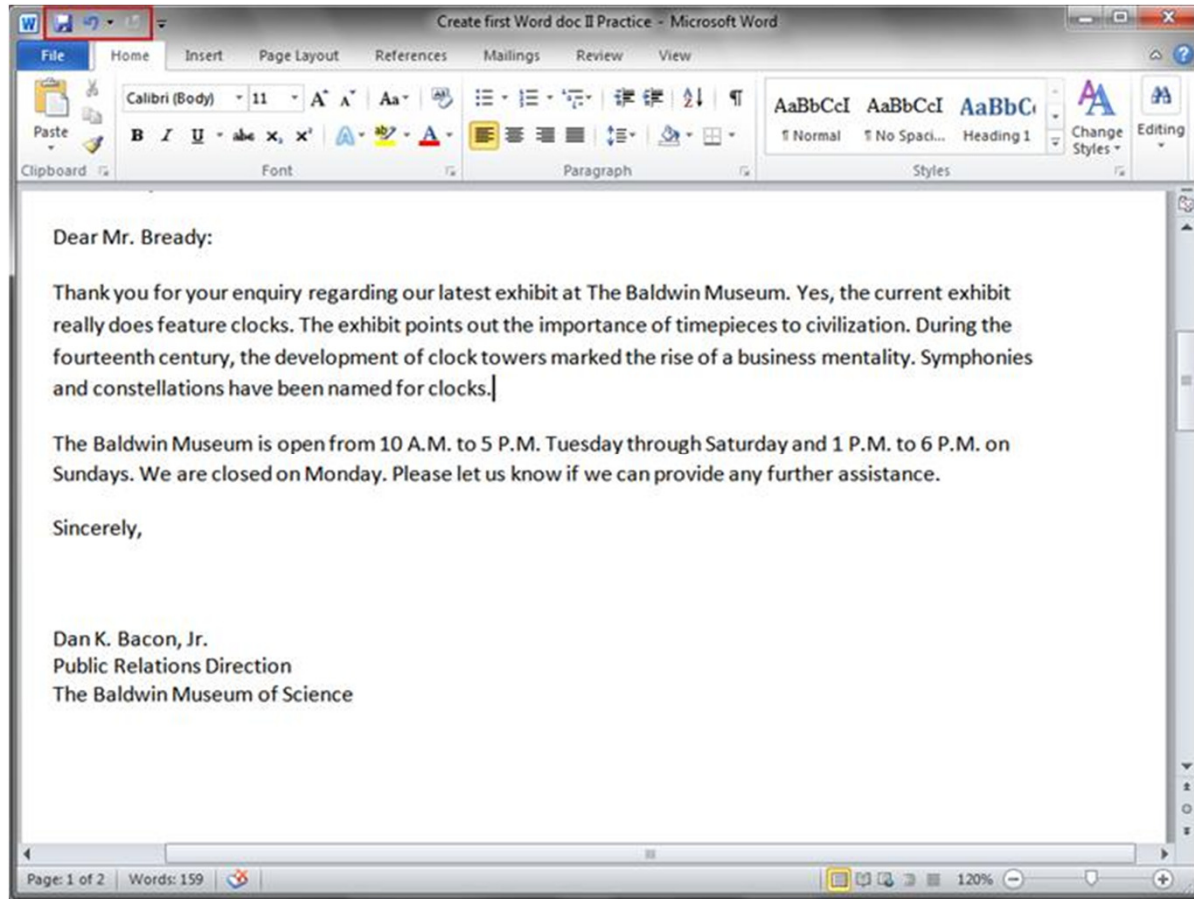 Create first Word doc II Practice - Microsoft Word
File Home Insert Page Layout References Mailings Review View
Calibri (Body) 11 A A Aa AaBbCcI AaBbCcI AaBbC
Paste B I U abc x, x² A A ¶ Normal ¶ No Spaci... Heading 1 Change Styles Editing
Clipboard Font Paragraph Styles
Dear Mr. Bready:
Thank you for your enquiry regarding our latest exhibit at The Baldwin Museum. Yes, the current exhibit
really does feature clocks. The exhibit points out the importance of timepieces to civilization. During the
fourteenth century, the development of clock towers marked the rise of a business mentality. Symphonies
and constellations have been named for clocks.
The Baldwin Museum is open from 10 A.M. to 5 P.M. Tuesday through Saturday and 1 P.M. to 6 P.M. on
Sundays. We are closed on Monday. Please let us know if we can provide any further assistance.
Sincerely,
Dan K. Bacon, Jr.
Public Relations Direction
The Baldwin Museum of Science
Page: 1 of 2 Words: 159 120%